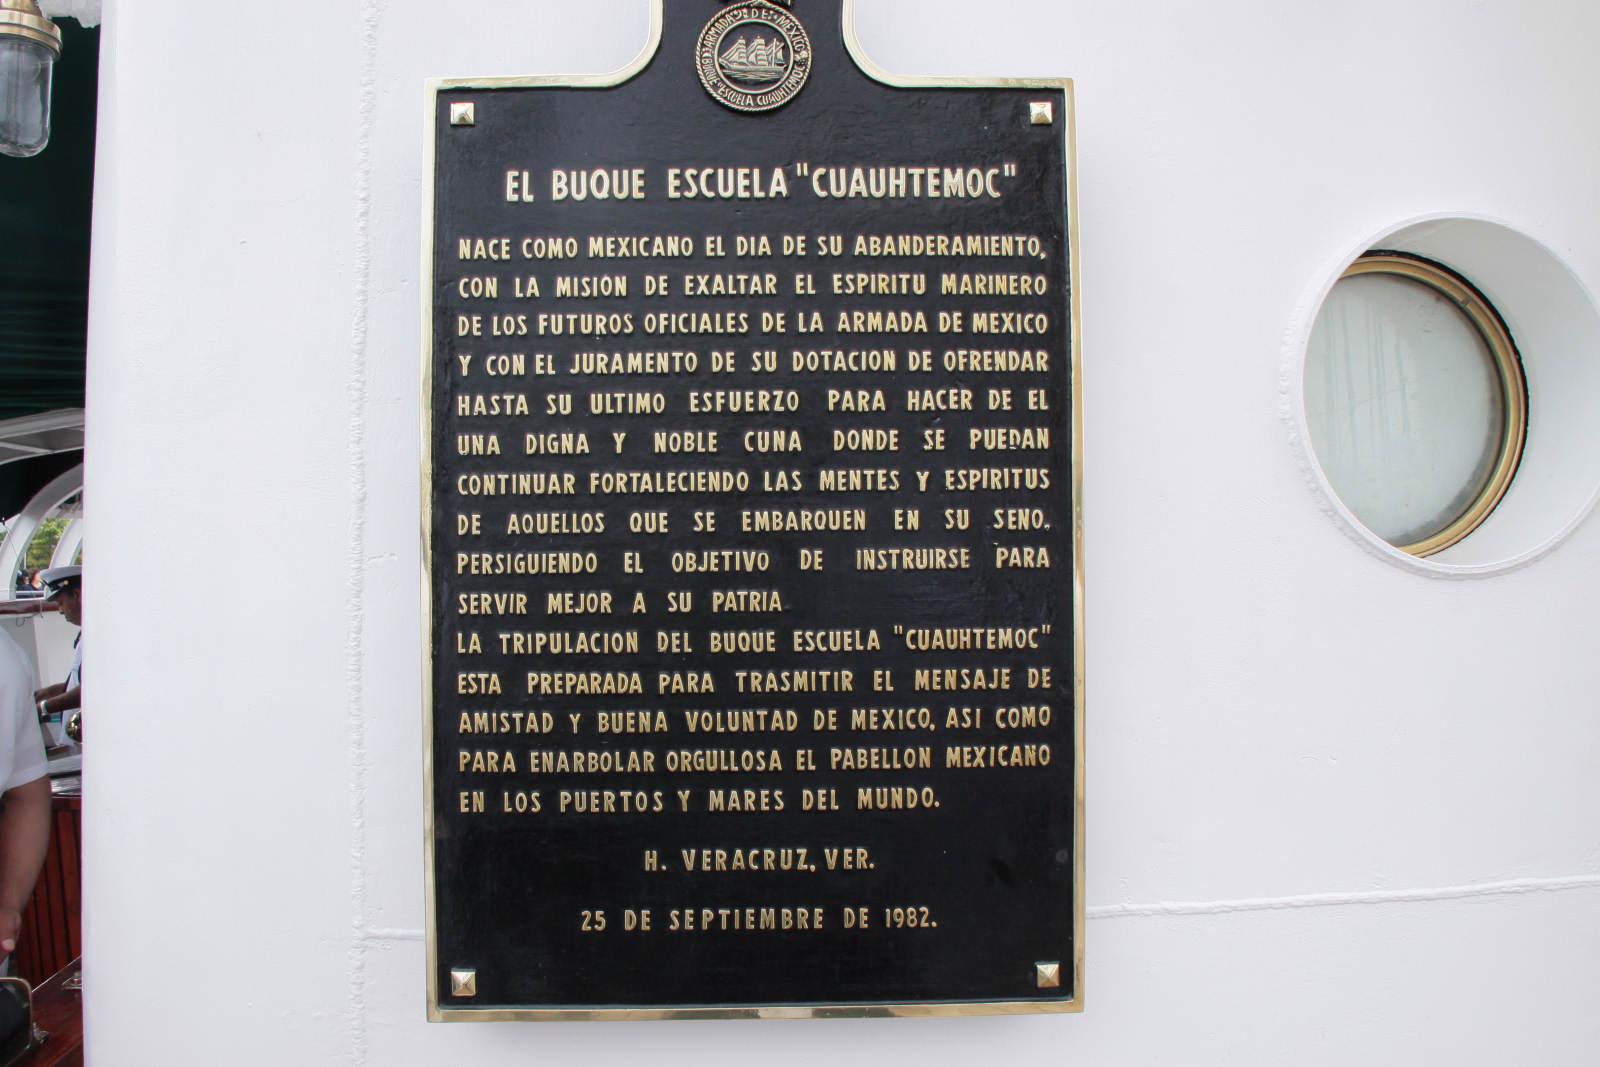 ARMADA DE MEXICO
BUQUE ESCUELA CUAUHTEMOC
EL BUQUE ESCUELA "CUAUHTEMOC"
NACE COMO MEXICANO EL DIA DE SU ABANDERAMIENTO,
CON LA MISION DE EXALTAR EL ESPIRITU MARINERO
DE LOS FUTUROS OFICIALES DE LA ARMADA DE MEXICO
Y CON EL JURAMENTO DE SU DOTACION DE OFRENDAR
HASTA SU ULTIMO ESFUERZO PARA HACER DE EL
UNA DIGNA Y NOBLE CUNA DONDE SE PUEDAN
CONTINUAR FORTALECIENDO LAS MENTES Y ESPIRITUS
DE AQUELLOS QUE SE EMBARQUEN EN SU SENO,
PERSIGUIENDO EL OBJETIVO DE INSTRUIRSE PARA
SERVIR MEJOR A SU PATRIA.
LA TRIPULACION DEL BUQUE ESCUELA "CUAUHTEMOC"
ESTA PREPARADA PARA TRASMITIR EL MENSAJE DE
AMISTAD Y BUENA VOLUNTAD DE MEXICO, ASI COMO
PARA ENARBOLAR ORGULLOSA EL PABELLON MEXICANO
EN LOS PUERTOS Y MARES DEL MUNDO.
H. VERACRUZ, VER.
25 DE SEPTIEMBRE DE 1982.